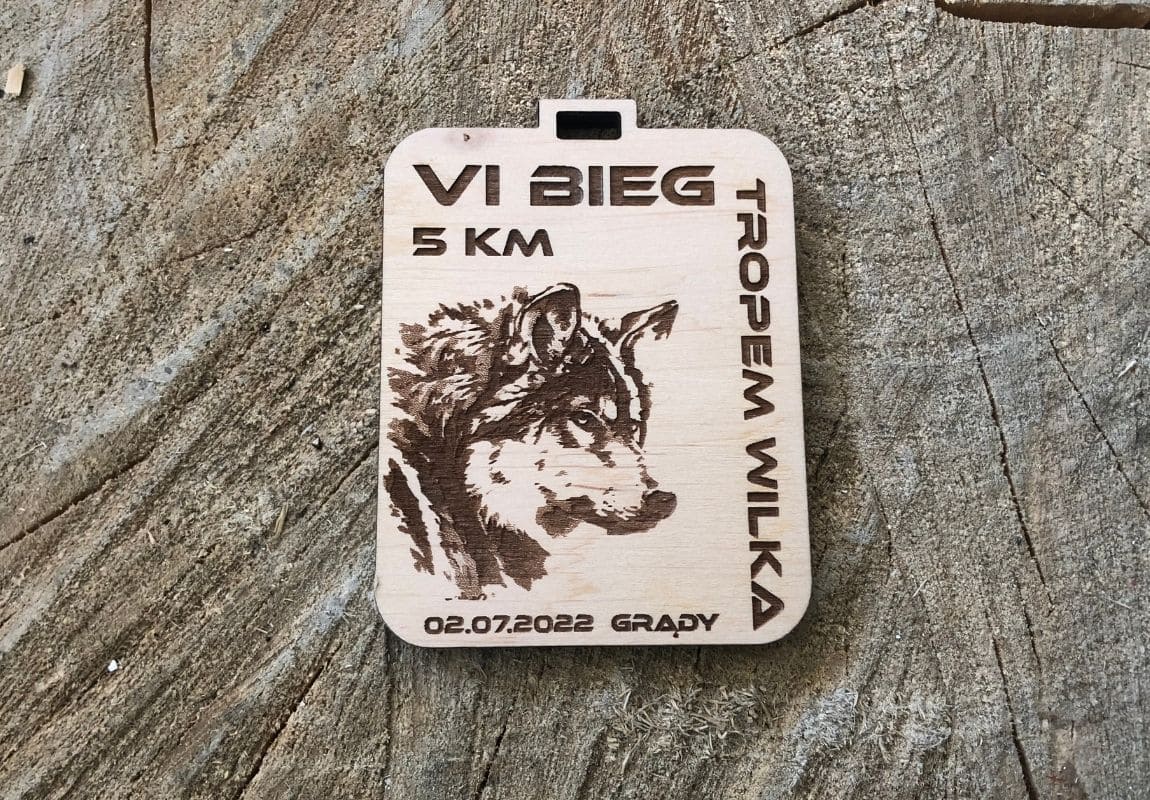 VI BIEG
5 KM
TROPEM WILKA
02.07.2022 GRĄDY